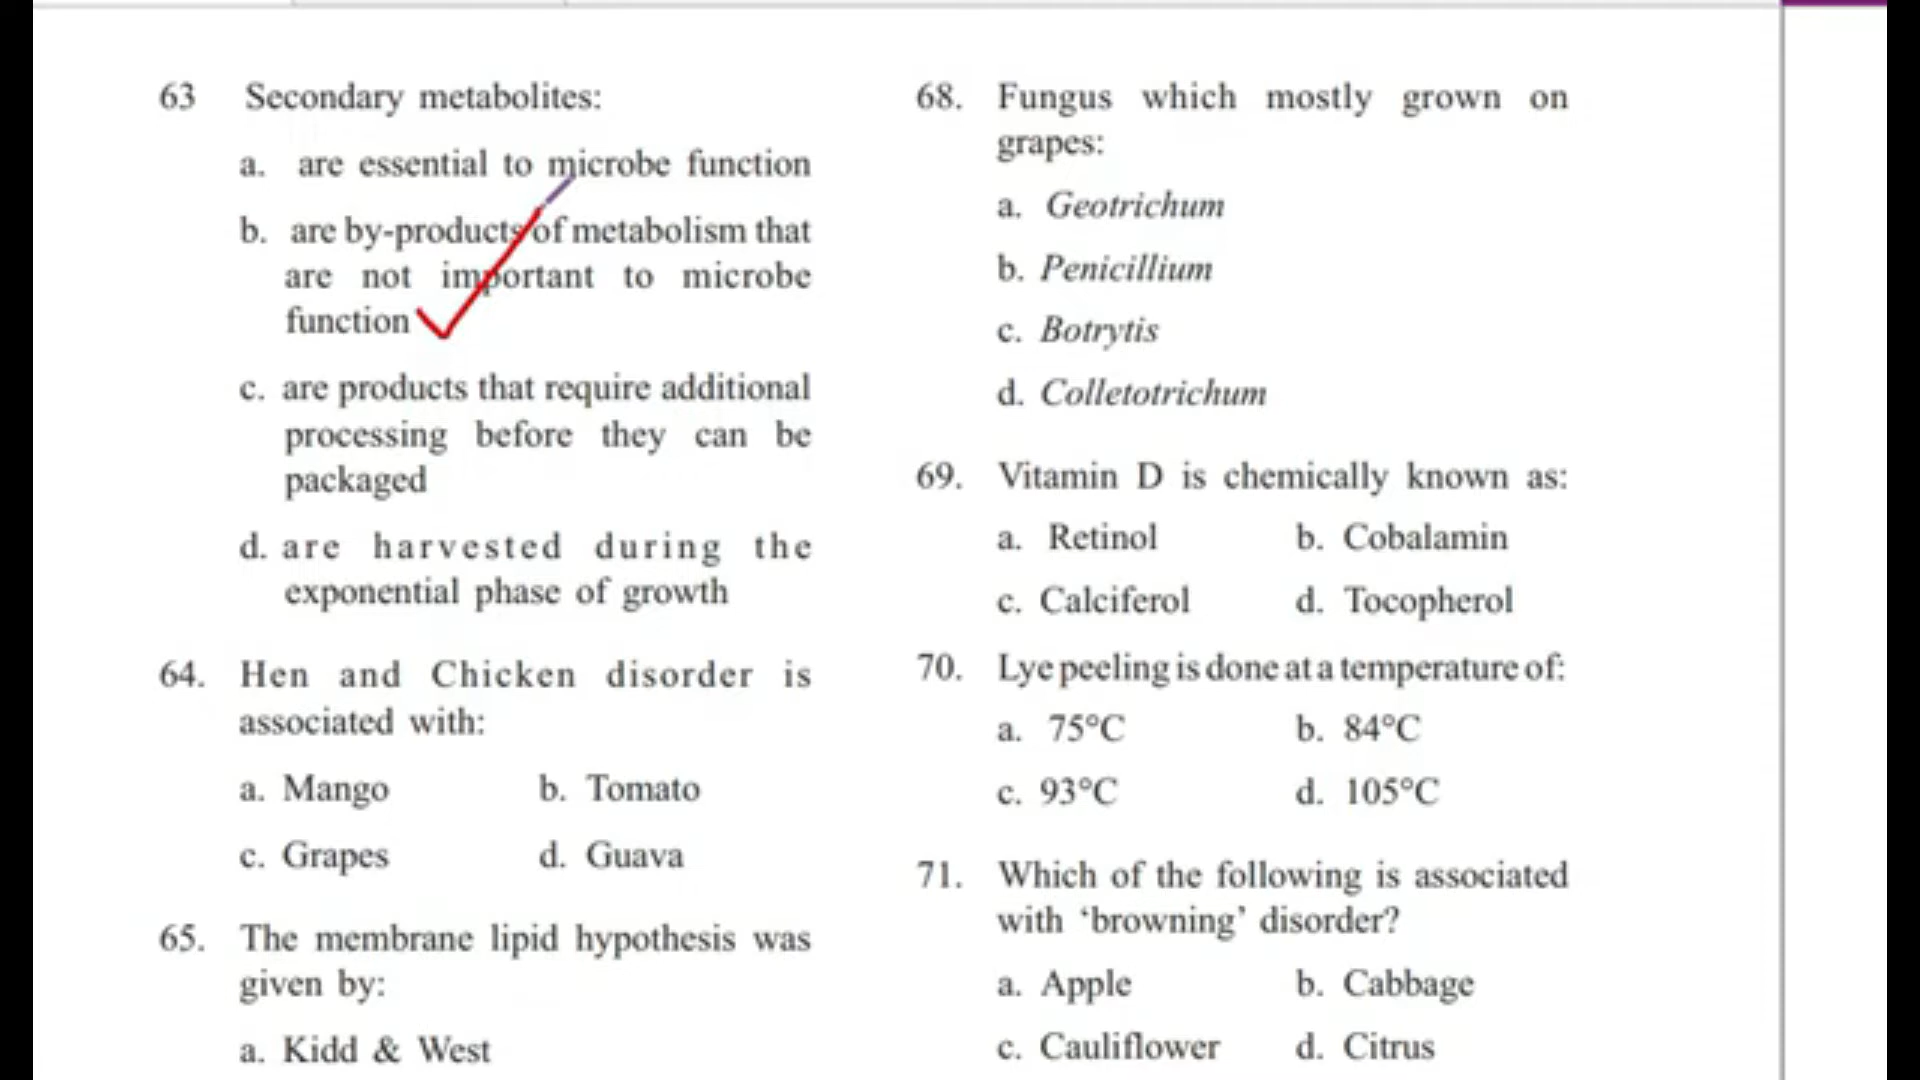 63 Secondary metabolites:
a. are essential to microbe function
b. are by-products of metabolism that
are not important to microbe
function
c. are products that require additional
processing before they can be
packaged
d. are harvested during the
exponential phase of growth
64. Hen and Chicken disorder is
associated with:
a. Mango b. Tomato
c. Grapes d. Guava
65. The membrane lipid hypothesis was
given by:
a. Kidd & West
68. Fungus which mostly grown on
grapes:
a. Geotrichum
b. Penicillium
c. Botrytis
d. Colletotrichum
69. Vitamin D is chemically known as:
a. Retinol b. Cobalamin
c. Calciferol d. Tocopherol
70. Lye peeling is done at a temperature of:
a. 75°C b. 84°C
c. 93°C d. 105°C
71. Which of the following is associated
with ‘browning’ disorder?
a. Apple b. Cabbage
c. Cauliflower d. Citrus